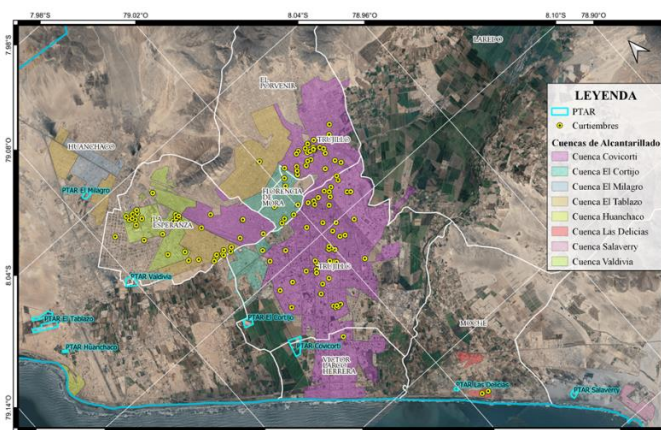 7.98°S
79.02°O
8.04°S
78.96°O
8.10°S
78.90°O
7.98°S
79.08°O
8.04°S
79.14°O
LAREDO
EL
PORVENIR
HUANCHACO
TRUJILLO
PTAR El Milagro
FLORENCIA
DE
MORA
LA
ESPERANZA
TRUJILLO
PTAR Valdivia
PTAR El Tablazo
PTAR El Cortijo
PTAR Huanchaco
PTAR Covicorti
MOCHE
VICTOR
LARCO
HERRERA
PTAR Las Delicias
PTAR Salaverry
LEYENDA
PTAR
Curtiembres
Cuencas de Alcantarillado
Cuenca Covicorti
Cuenca El Cortijo
Cuenca El Milagro
Cuenca El Tablazo
Cuenca Huanchaco
Cuenca Las Delicias
Cuenca Salaverry
Cuenca Valdivia